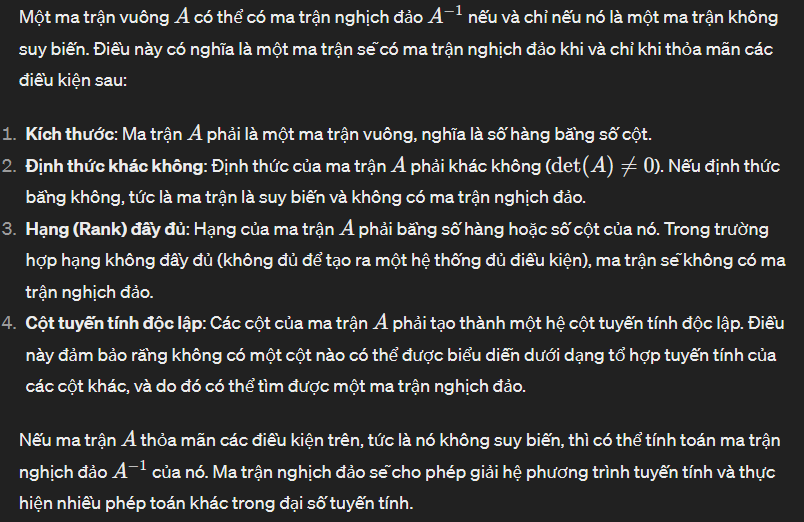 Một ma trận vuông A có thể có ma trận nghịch đảo A⁻¹ nếu và chỉ nếu nó là một ma trận không
suy biến. Điều này có nghĩa là một ma trận sẽ có ma trận nghịch đảo khi và chỉ khi thỏa mãn các
điều kiện sau:
1. Kích thước: Ma trận A phải là một ma trận vuông, nghĩa là số hàng bằng số cột.
2. Định thức khác không: Định thức của ma trận A phải khác không (det(A) ≠ 0). Nếu định thức
bằng không, tức là ma trận là suy biến và không có ma trận nghịch đảo.
3. Hạng (Rank) đầy đủ: Hạng của ma trận A phải bằng số hàng hoặc số cột của nó. Trong trường
hợp hạng không đầy đủ (không đủ để tạo ra một hệ thống đủ điều kiện), ma trận sẽ không có ma
trận nghịch đảo.
4. Cột tuyến tính độc lập: Các cột của ma trận A phải tạo thành một hệ cột tuyến tính độc lập. Điều
này đảm bảo rằng không có một cột nào có thể được biểu diễn dưới dạng tổ hợp tuyến tính của
các cột khác, và do đó có thể tìm được một ma trận nghịch đảo.
Nếu ma trận A thỏa mãn các điều kiện trên, tức là nó không suy biến, thì có thể tính toán ma trận
nghịch đảo A⁻¹ của nó. Ma trận nghịch đảo sẽ cho phép giải hệ phương trình tuyến tính và thực
hiện nhiều phép toán khác trong đại số tuyến tính.